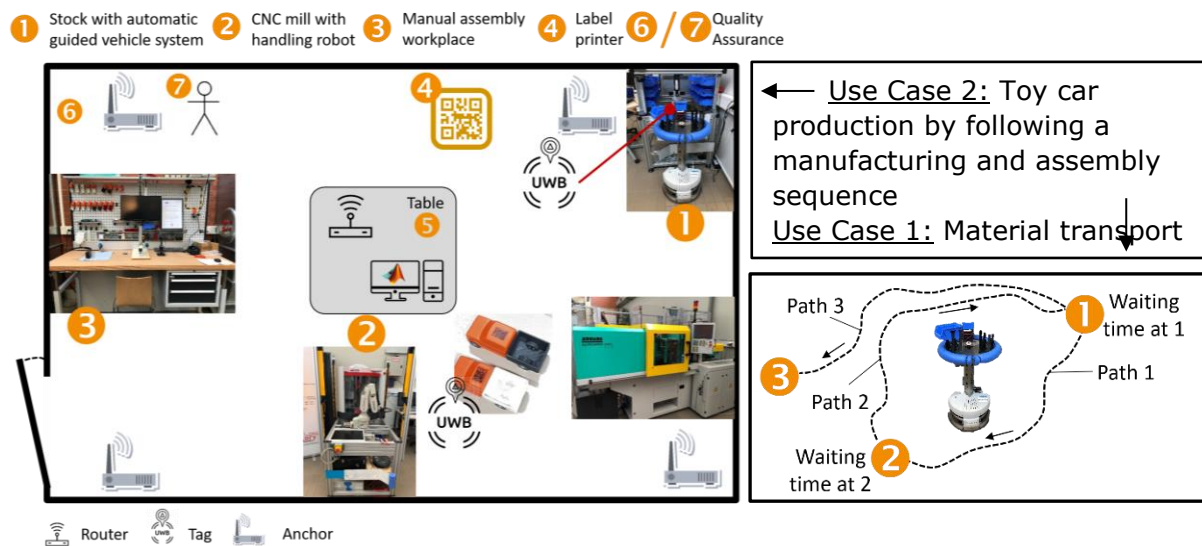 1 Stock with automatic
guided vehicle system
2 CNC mill with
handling robot
3 Manual assembly
workplace
4 Label
printer
6 / 7 Quality
Assurance
6
7
4
UWB
1
Table
5
3
2
UWB
Router
UWB
Tag
Anchor
Use Case 2: Toy car
production by following a
manufacturing and assembly
sequence
Use Case 1: Material transport
Path 3
1
Waiting
time at 1
3
Path 1
Path 2
Waiting
time at 2
2